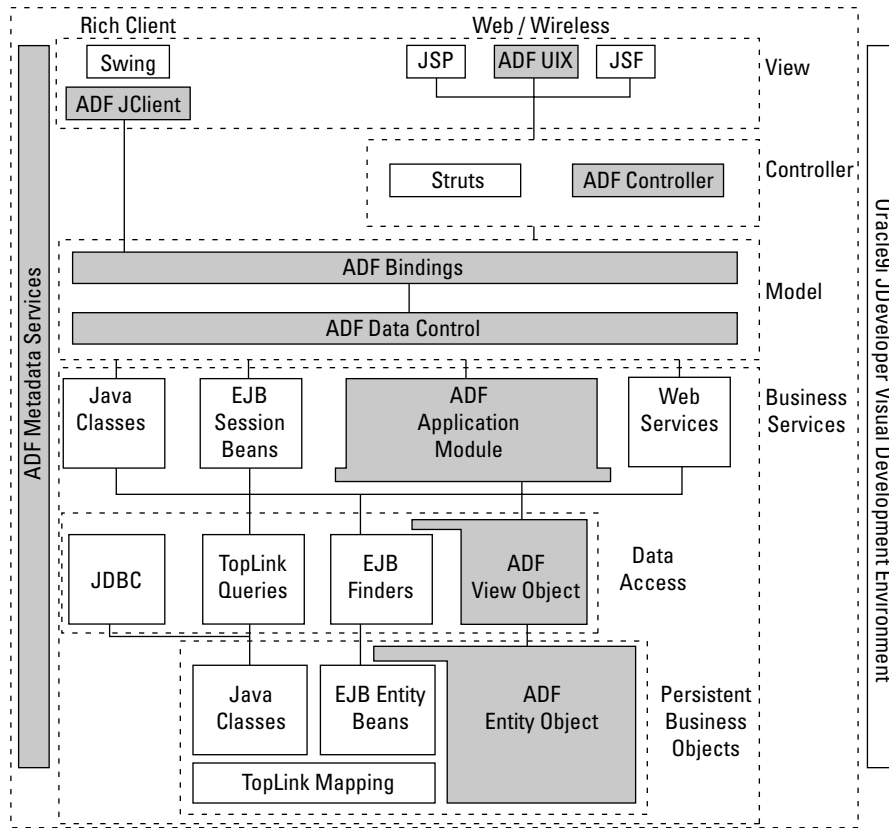 Rich Client
Web / Wireless
Swing
ADF JClient
JSP
ADF UIX
JSF
View
Struts
ADF Controller
Controller
ADF Bindings
ADF Data Control
Model
Java
Classes
EJB
Session
Beans
ADF
Application
Module
Web
Services
Business
Services
JDBC
TopLink
Queries
EJB
Finders
ADF
View Object
Data
Access
Java
Classes
EJB Entity
Beans
ADF
Entity Object
TopLink Mapping
Persistent
Business
Objects
ADF Metadata Services
Oracle9i JDeveloper Visual Development Environment